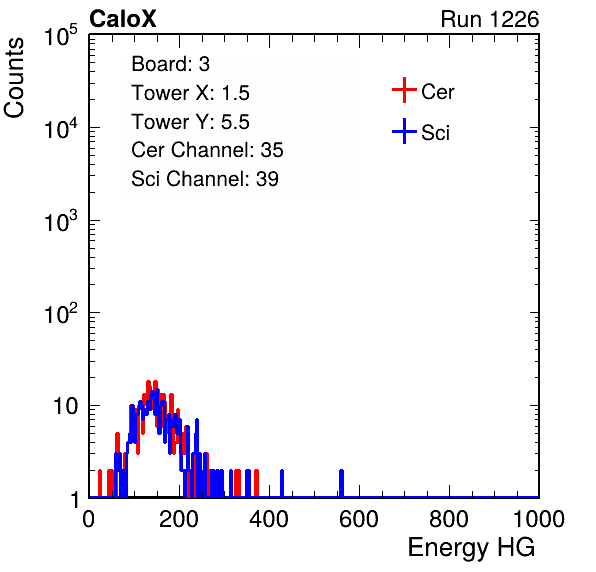 CaloX Run 1226
Counts
Board: 3
Tower X: 1.5
Tower Y: 5.5
Cer Channel: 35
Sci Channel: 39
Cer
Sci
10^5
10^4
10^3
10^2
10
1
0 200 400 600 800 1000
Energy HG